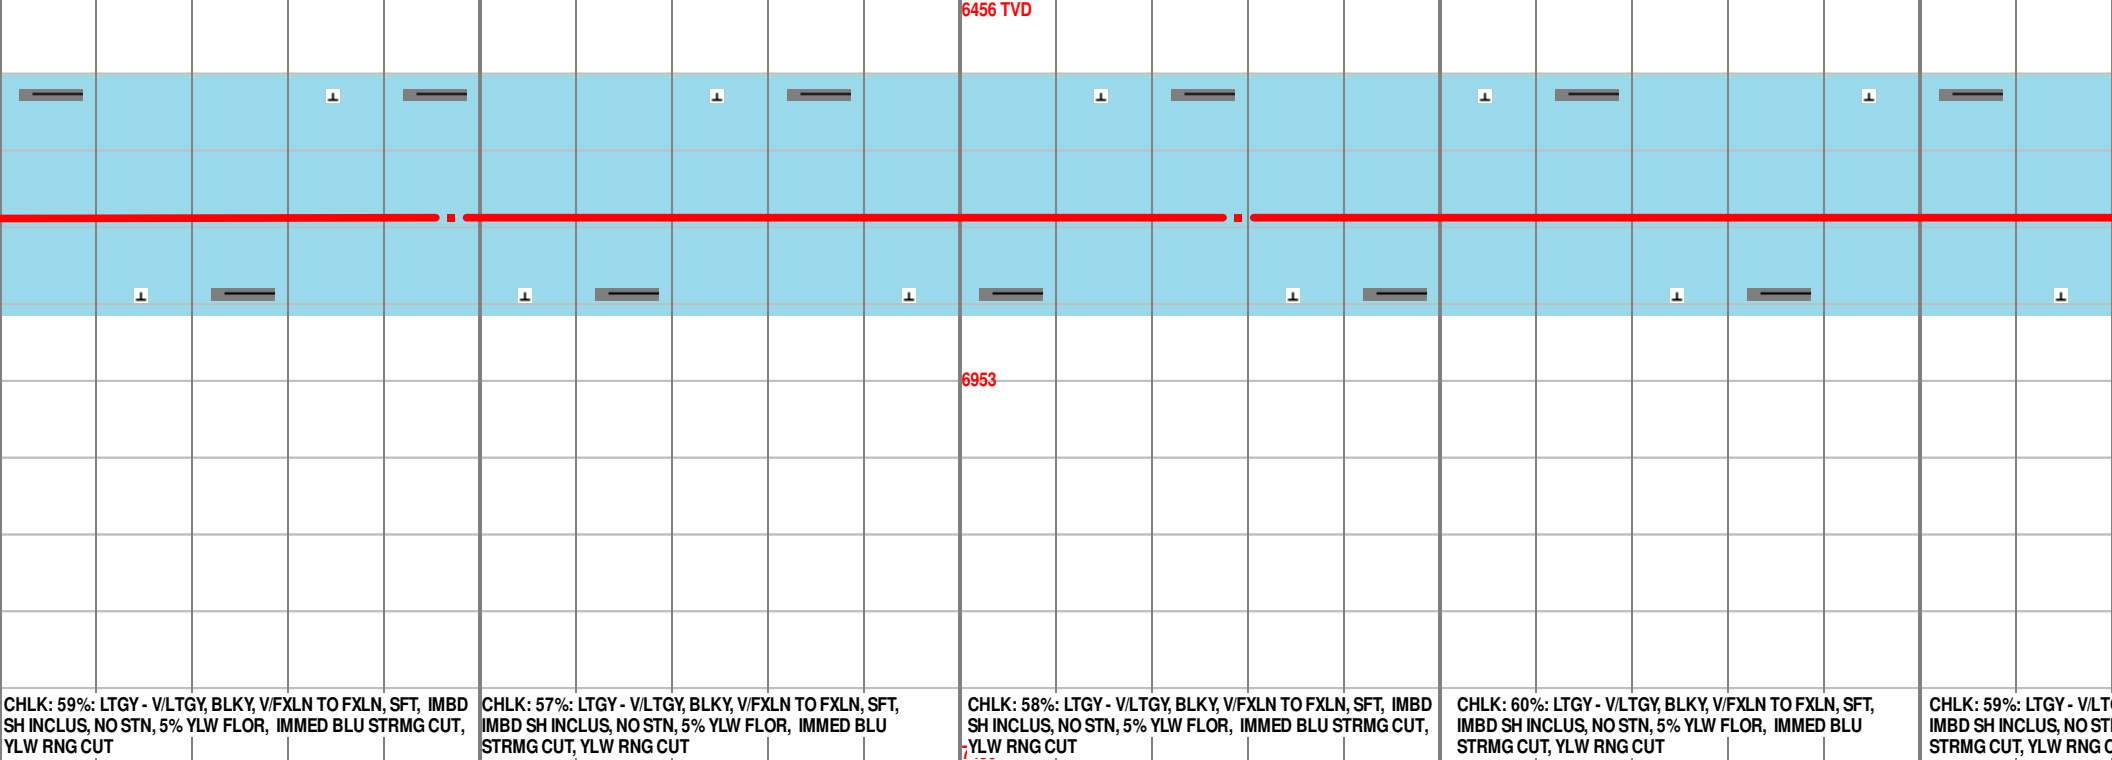 6456 TVD
6953
CHLK: 59%: LTGY - V/LTGY, BLKY, V/FXLN TO FXLN, SFT, IMBD
SH INCLUS, NO STN, 5% YLW FLOR, IMMED BLU STRMG CUT,
YLW RNG CUT
CHLK: 57%: LTGY - V/LTGY, BLKY, V/FXLN TO FXLN, SFT,
IMBD SH INCLUS, NO STN, 5% YLW FLOR, IMMED BLU
STRMG CUT, YLW RNG CUT
CHLK: 58%: LTGY - V/LTGY, BLKY, V/FXLN TO FXLN, SFT, IMBD
SH INCLUS, NO STN, 5% YLW FLOR, IMMED BLU STRMG CUT,
YLW RNG CUT
CHLK: 60%: LTGY - V/LTGY, BLKY, V/FXLN TO FXLN, SFT,
IMBD SH INCLUS, NO STN, 5% YLW FLOR, IMMED BLU
STRMG CUT, YLW RNG CUT
CHLK: 59%: LTGY -
IMBD SH INCLUS, NO
STRMG CUT, YLW RNG